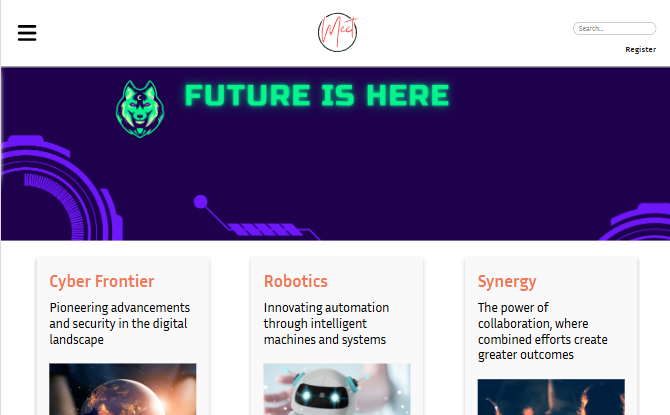 Meet
Search...
Register
FUTURE IS HERE
Cyber Frontier
Pioneering advancements
and security in the digital
landscape
Robotics
Innovating automation
through intelligent
machines and systems
Synergy
The power of
collaboration, where
combined efforts create
greater outcomes